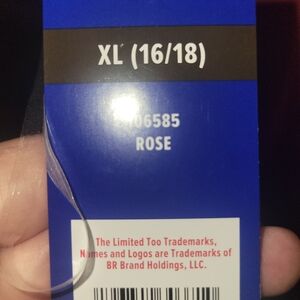 XL (16/18)
06585
ROSE
The Limited Too Trademarks,
Names and Logos are Trademarks of
BR Brand Holdings, LLC.